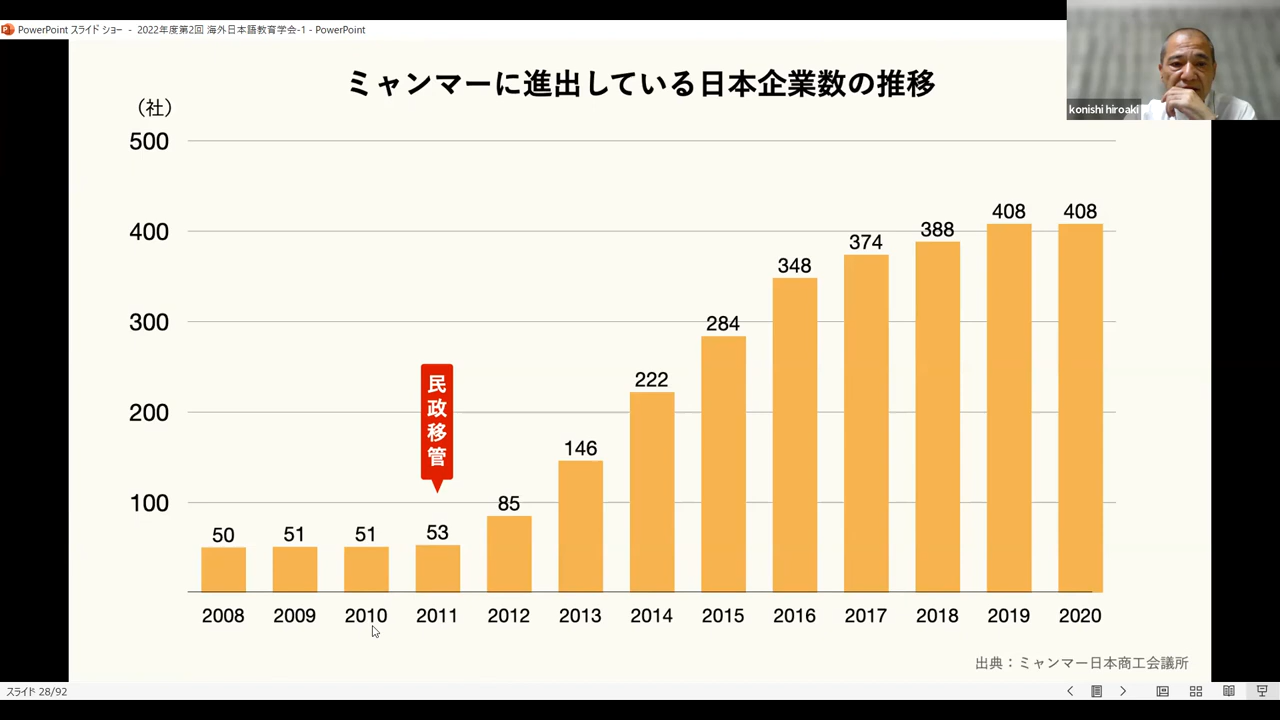 PowerPoint スライド ショー - 2022年度第2回 海外日本語教育学会-1 - PowerPoint
konishi hiroaki
ミャンマーに進出している日本企業数の推移
（社）
500
400
300
200
100
50
51
51
53
85
146
222
284
348
374
388
408
408
民政移管
2008 2009 2010 2011 2012 2013 2014 2015 2016 2017 2018 2019 2020
出典：ミャンマー日本商工会議所
スライド 28/92